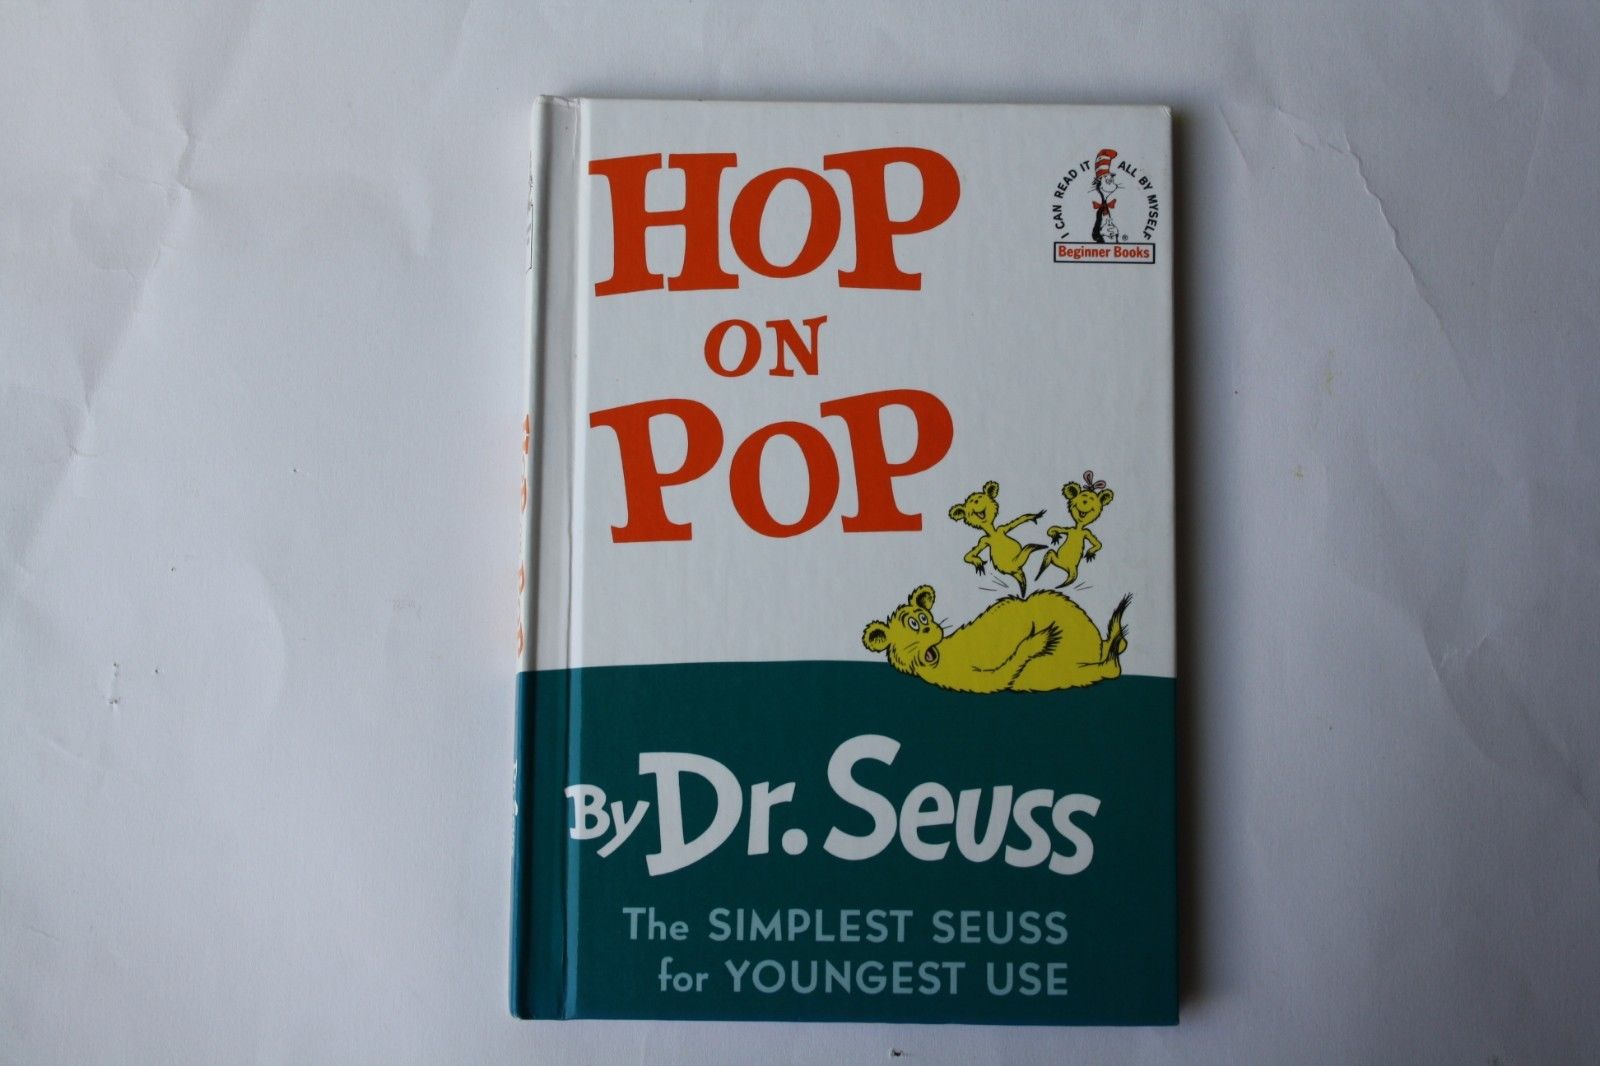 HOP
ON
POP
I CAN READ IT ALL BY MYSELF
®
Beginner Books
By Dr. Seuss
The SIMPLEST SEUSS
for YOUNGEST USE